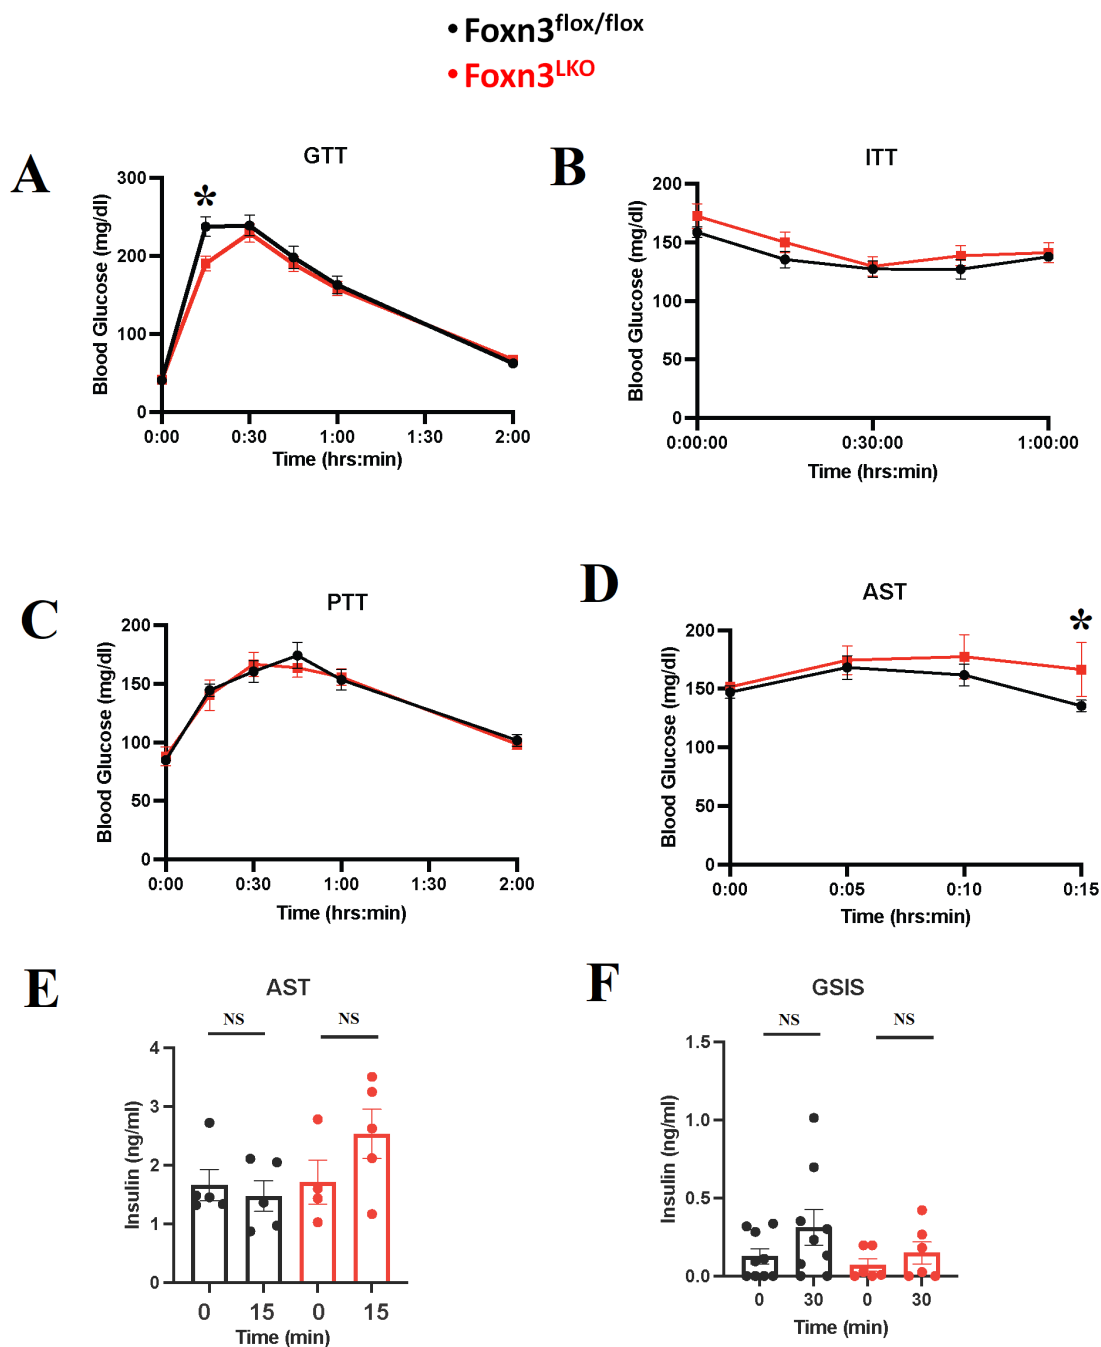 • Foxn3flox/flox
• Foxn3LKO
A
GTT
*
Blood Glucose (mg/dl)
300
200
100
0
0:00 0:30 1:00 1:30 2:00
Time (hrs:min)
B
ITT
Blood Glucose (mg/dl)
200
150
100
50
0
0:00:00 0:30:00 1:00:00
Time (hrs:min)
C
PTT
Blood Glucose (mg/dl)
200
150
100
50
0
0:00 0:30 1:00 1:30 2:00
Time (hrs:min)
D
AST
*
Blood Glucose (mg/dl)
200
150
100
50
0
0:00 0:05 0:10 0:15
Time (hrs:min)
E
AST
NS NS
Insulin (ng/ml)
4
3
2
1
0
0 15 0 15
Time (min)
F
GSIS
NS NS
Insulin (ng/ml)
1.5
1.0
0.5
0.0
0 30 0 30
Time (min)